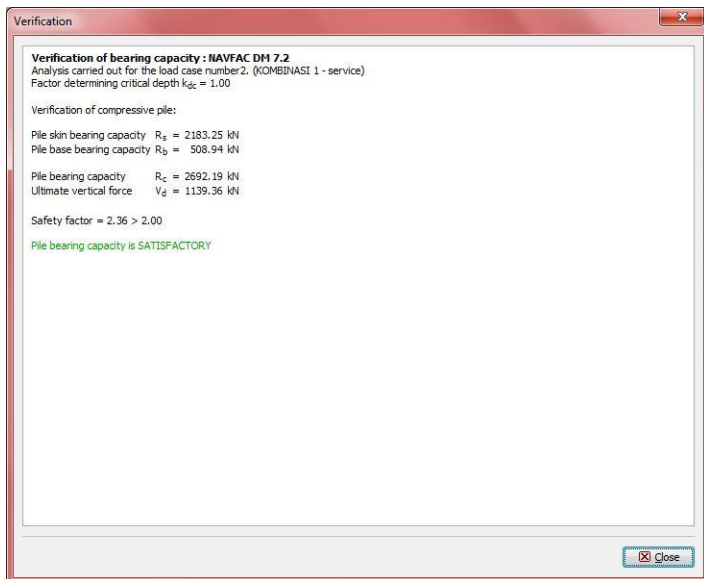 Verification
Verification of bearing capacity : NAVFAC DM 7.2
Analysis carried out for the load case number2. (KOMBINASI 1 - service)
Factor determining critical depth kdc = 1.00
Verification of compressive pile:
Pile skin bearing capacity Rs = 2183.25 kN
Pile base bearing capacity Rb = 508.94 kN
Pile bearing capacity Rc = 2692.19 kN
Ultimate vertical force Vd = 1139.36 kN
Safety factor = 2.36 > 2.00
Pile bearing capacity is SATISFACTORY
Close